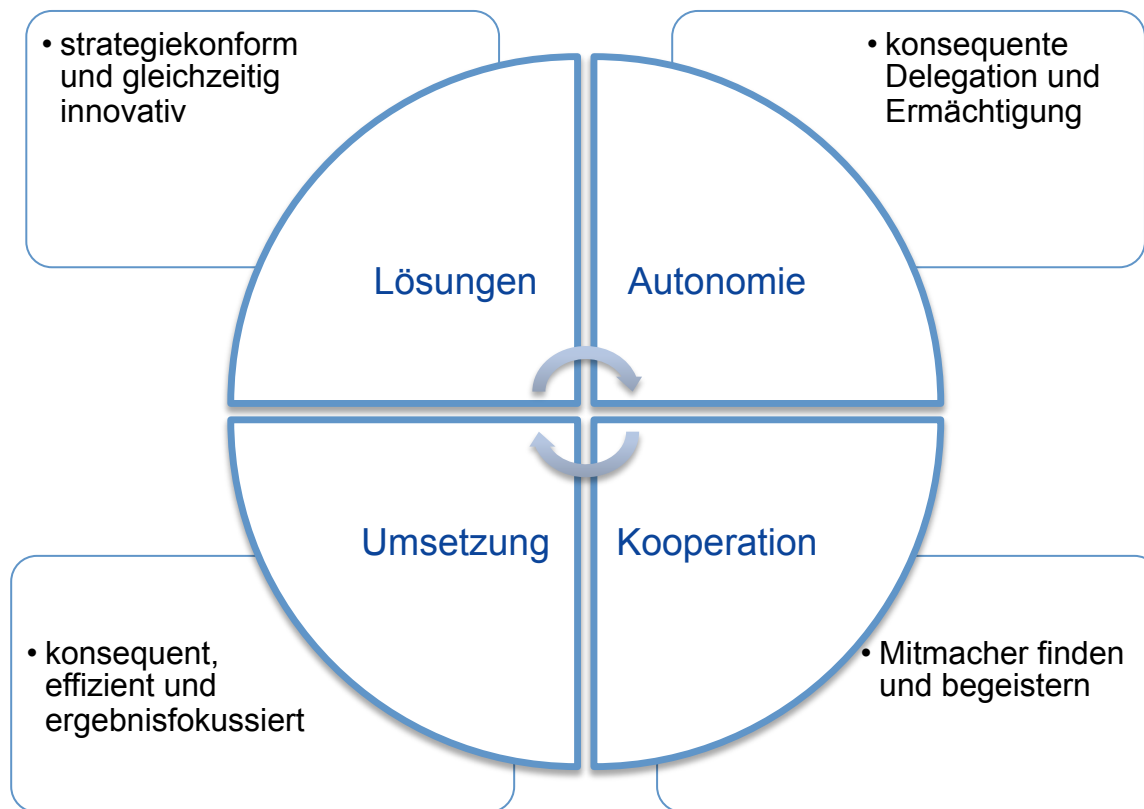 • strategiekonform
und gleichzeitig
innovativ
• konsequente
Delegation und
Ermächtigung
Lösungen
Autonomie
Umsetzung
Kooperation
• konsequent,
effizient und
ergebnisfokussiert
• Mitmacher finden
und begeistern